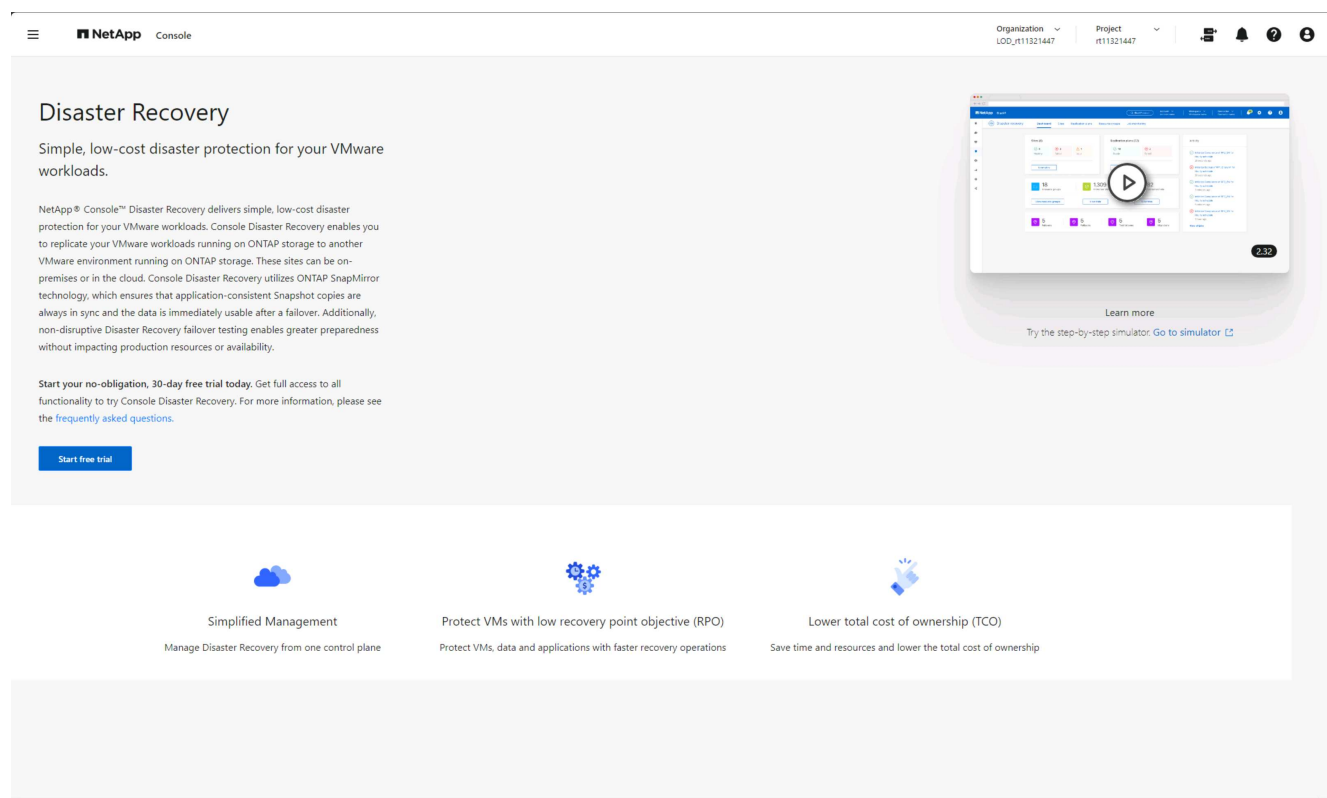 NetApp Console
Organization
LOD_rt11321447
Project
rt11321447
Disaster Recovery
Simple, low-cost disaster protection for your VMware
workloads.
NetApp® Console™ Disaster Recovery delivers simple, low-cost disaster
protection for your VMware workloads. Console Disaster Recovery enables you
to replicate your VMware workloads running on ONTAP storage to another
VMware environment running on ONTAP storage. These sites can be on-
premises or in the cloud. Console Disaster Recovery utilizes ONTAP SnapMirror
technology, which ensures that application-consistent Snapshot copies are
always in sync and the data is immediately usable after a failover. Additionally,
non-disruptive Disaster Recovery failover testing enables greater preparedness
without impacting production resources or availability.
Start your no-obligation, 30-day free trial today. Get full access to all
functionality to try Console Disaster Recovery. For more information, please see
the frequently asked questions.
Start free trial
2:32
Learn more
Try the step-by-step simulator. Go to simulator
Simplified Management
Manage Disaster Recovery from one control plane
Protect VMs with low recovery point objective (RPO)
Protect VMs, data and applications with faster recovery operations
Lower total cost of ownership (TCO)
Save time and resources and lower the total cost of ownership